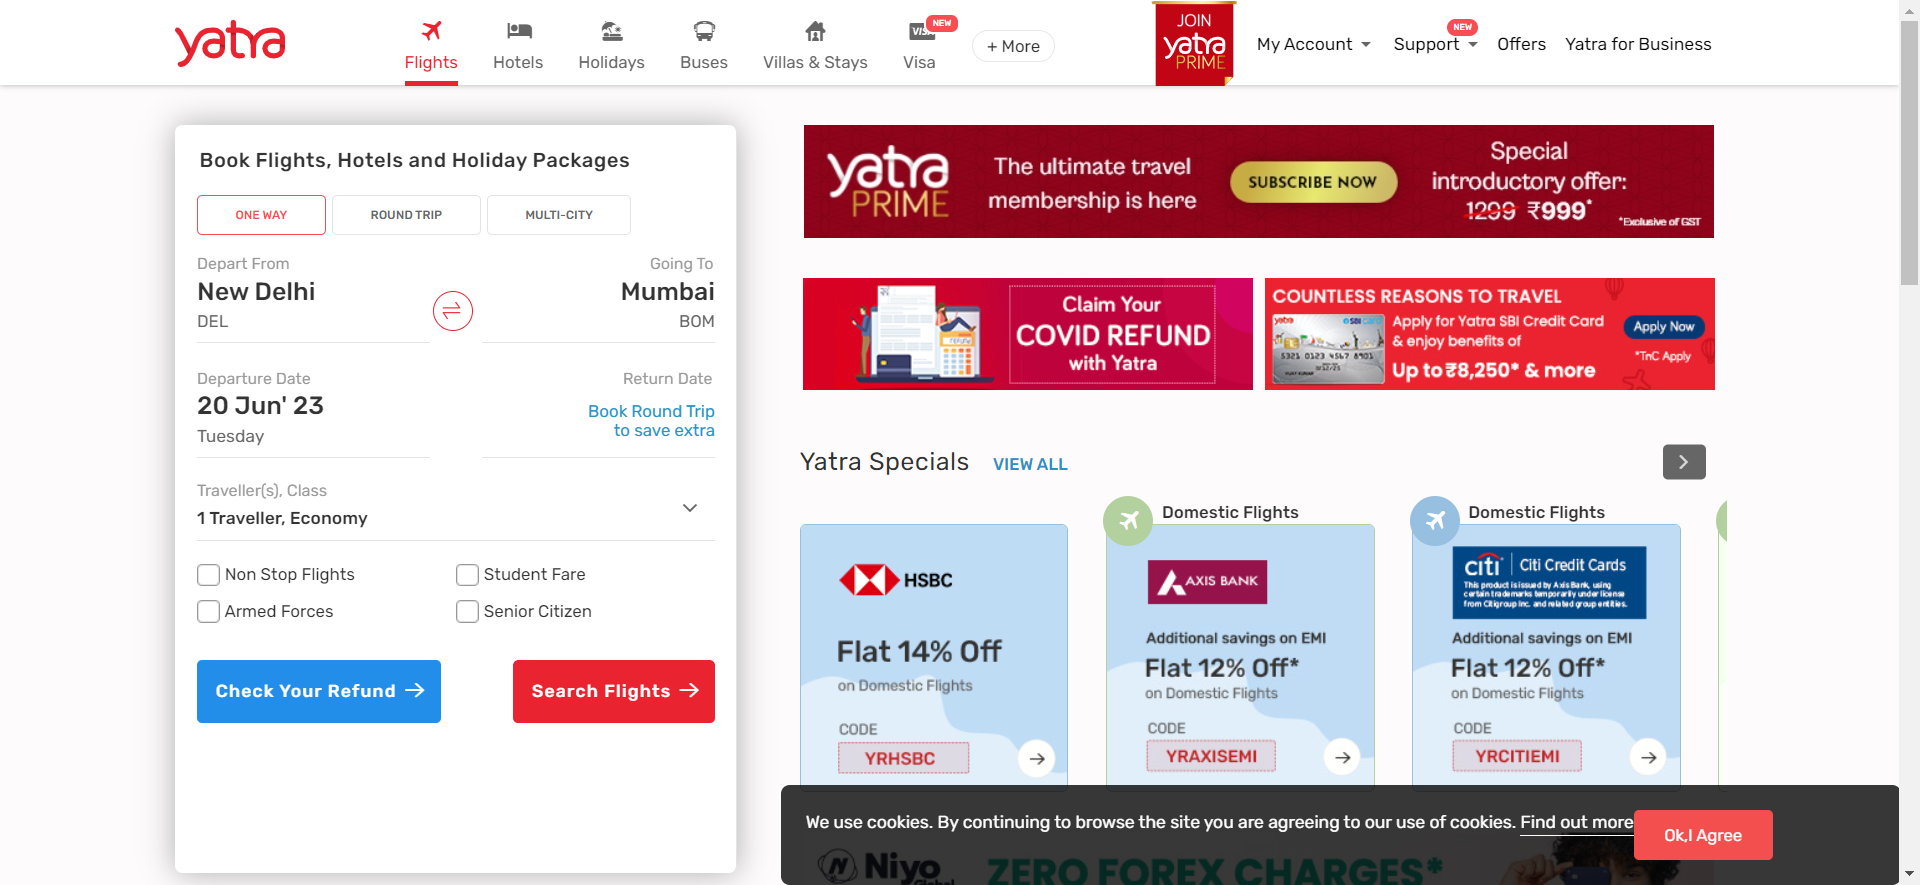 yatra
Flights
Hotels
Holidays
Buses
Villas & Stays
VISA
NEW
Visa
+ More
JOIN
yatra
PRIME
My Account
Support
NEW
Offers
Yatra for Business
Book Flights, Hotels and Holiday Packages
ONE WAY
ROUND TRIP
MULTI-CITY
Depart From
New Delhi
DEL
Going To
Mumbai
BOM
Departure Date
20 Jun' 23
Tuesday
Return Date
Book Round Trip
to save extra
Traveller(s), Class
1 Traveller, Economy
Non Stop Flights
Student Fare
Armed Forces
Senior Citizen
Check Your Refund
Search Flights
yatra
PRIME
The ultimate travel
membership is here
SUBSCRIBE NOW
Special
introductory offer:
1299 ₹999*
*Exclusive of GST
REFUND
Claim Your
COVID REFUND
with Yatra
COUNTLESS REASONS TO TRAVEL
yatra
SBI card
5321 0123 4567 8901
Apply for Yatra SBI Credit Card
& enjoy benefits of
Up to ₹8,250* & more
Apply Now
*TnC Apply
Yatra Specials
VIEW ALL
HSBC
Flat 14% Off
on Domestic Flights
CODE
YRHSBC
Domestic Flights
AXIS BANK
Additional savings on EMI
Flat 12% Off*
on Domestic Flights
CODE
YRAXISEMI
Domestic Flights
citi Citi Credit Cards
This product is issued by Axis Bank, using
certain trademarks temporarily under license
from Citigroup Inc. and related group entities.
Additional savings on EMI
Flat 12% Off*
on Domestic Flights
CODE
YRCITIEMI
We use cookies. By continuing to browse the site you are agreeing to our use of cookies. Find out more
Ok,I Agree
Niyo
Global
ZERO FOREX CHARGES*